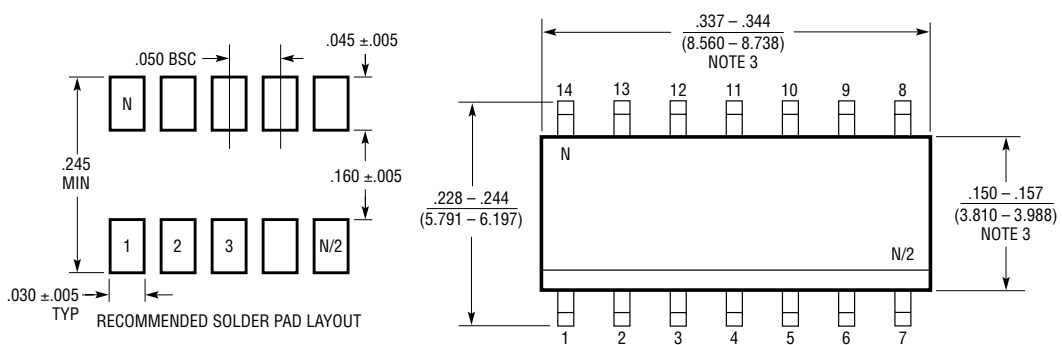 .050 BSC
.045 ±.005
N
.245
MIN
.160 ±.005
1 2 3 N/2
.030 ±.005
TYP
RECOMMENDED SOLDER PAD LAYOUT
.337 – .344
(8.560 – 8.738)
NOTE 3
14 13 12 11 10 9 8
N
.228 – .244
(5.791 – 6.197)
.150 – .157
(3.810 – 3.988)
NOTE 3
N/2
1 2 3 4 5 6 7